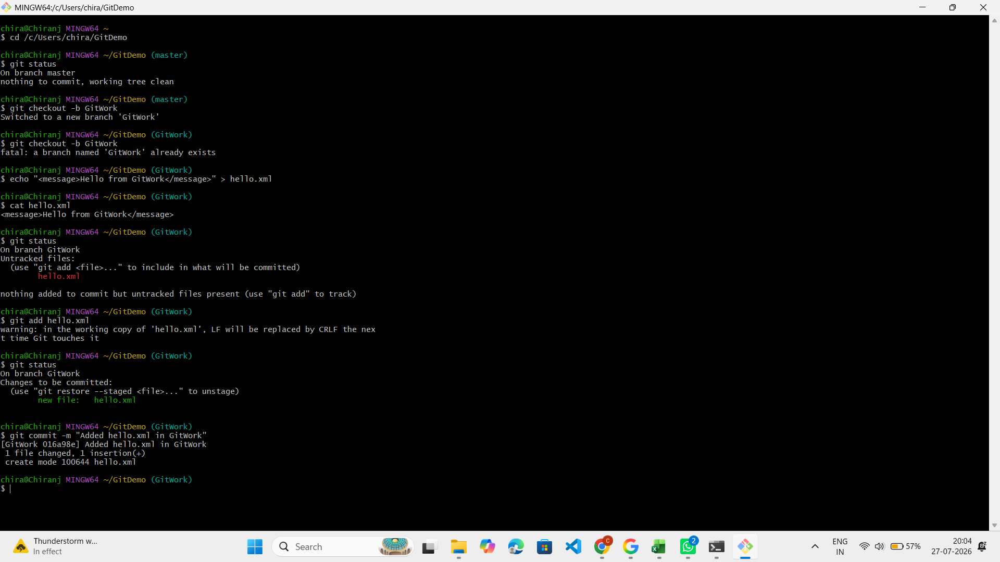 MINGW64:/c/Users/chira/GitDemo
chira@Chiranj MINGW64 ~
$ cd /c/Users/chira/GitDemo
chira@Chiranj MINGW64 ~/GitDemo (master)
$ git status
On branch master
nothing to commit, working tree clean
chira@Chiranj MINGW64 ~/GitDemo (master)
$ git checkout -b GitWork
Switched to a new branch 'GitWork'
chira@Chiranj MINGW64 ~/GitDemo (GitWork)
$ git checkout -b GitWork
fatal: a branch named 'GitWork' already exists
chira@Chiranj MINGW64 ~/GitDemo (GitWork)
$ echo "<message>Hello from GitWork</message>" > hello.xml
chira@Chiranj MINGW64 ~/GitDemo (GitWork)
$ cat hello.xml
<message>Hello from GitWork</message>
chira@Chiranj MINGW64 ~/GitDemo (GitWork)
$ git status
On branch GitWork
Untracked files:
  (use "git add <file>..." to include in what will be committed)
        hello.xml
nothing added to commit but untracked files present (use "git add" to track)
chira@Chiranj MINGW64 ~/GitDemo (GitWork)
$ git add hello.xml
warning: in the working copy of 'hello.xml', LF will be replaced by CRLF the nex
t time Git touches it
chira@Chiranj MINGW64 ~/GitDemo (GitWork)
$ git status
On branch GitWork
Changes to be committed:
  (use "git restore --staged <file>..." to unstage)
        new file:   hello.xml
chira@Chiranj MINGW64 ~/GitDemo (GitWork)
$ git commit -m "Added hello.xml in GitWork"
[GitWork 016a98e] Added hello.xml in GitWork
 1 file changed, 1 insertion(+)
 create mode 100644 hello.xml
chira@Chiranj MINGW64 ~/GitDemo (GitWork)
$
Thunderstorm w...
In effect
Search
C
2
ENG
IN
57%
20:04
27-07-2026